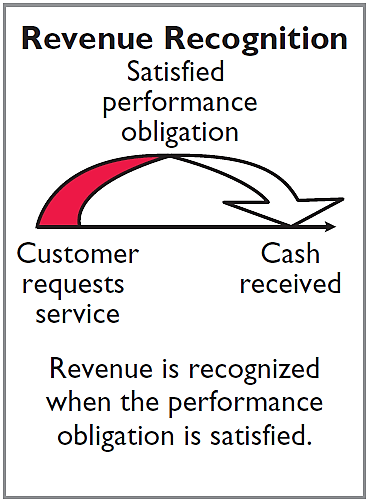 Revenue Recognition
Satisfied
performance
obligation
Customer
requests
service
Cash
received
Revenue is recognized
when the performance
obligation is satisfied.